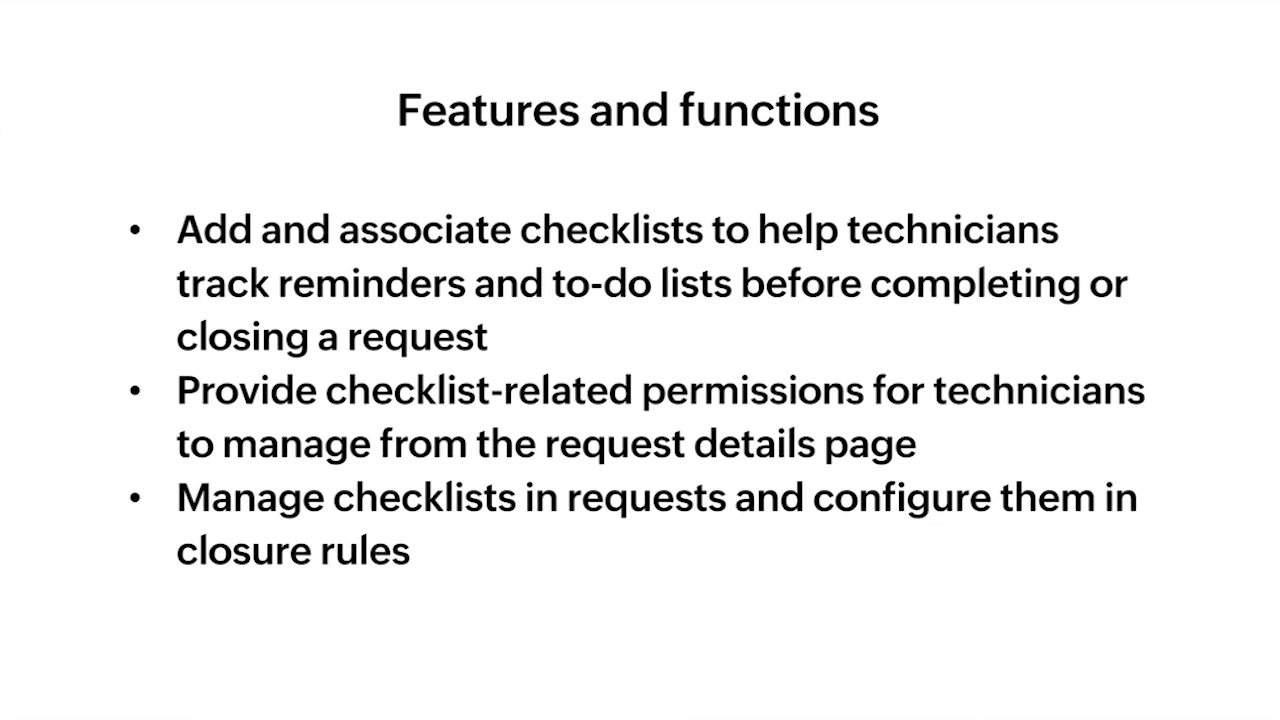 Features and functions
• Add and associate checklists to help technicians
track reminders and to-do lists before completing or
closing a request
• Provide checklist-related permissions for technicians
to manage from the request details page
• Manage checklists in requests and configure them in
closure rules